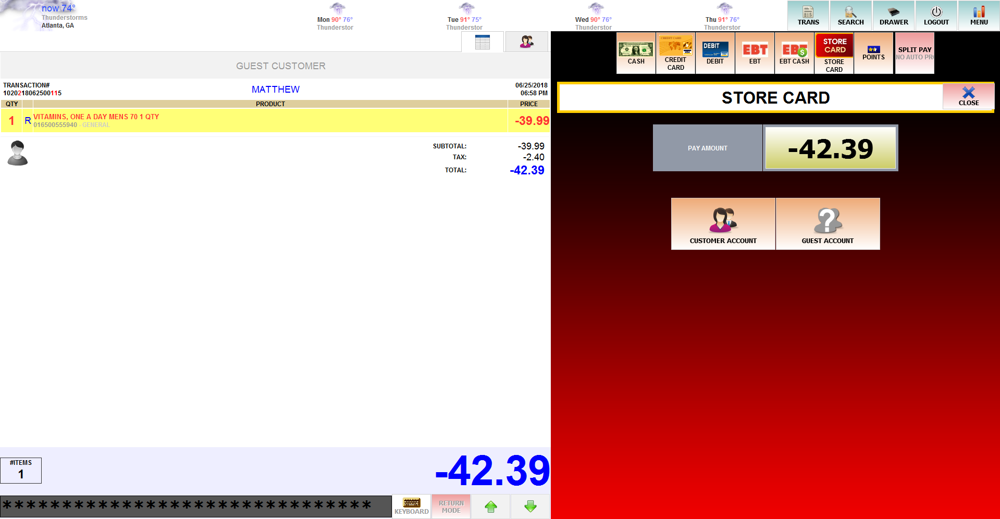 now 74°
Thunderstorms
Atlanta, GA
Mon 90° 76°
Thunderstor
Tue 91° 75°
Thunderstor
Wed 90° 76°
Thunderstor
Thu 91° 76°
Thunderstor
TRANS
SEARCH
DRAWER
LOGOUT
MENU
CASH
CREDIT CARD
CREDIT
CARD
DEBIT
DEBIT
EBT
EBT
EBT
EBT CASH
STORE
CARD
STORE
CARD
POINTS
SPLIT PAY
NO AUTO PR
GUEST CUSTOMER
TRANSACTION#
102021806250011５
MATTHEW
06/25/2018
06:58 PM
QTY
PRODUCT
PRICE
1
R
VITAMINS, ONE A DAY MENS 70 1 QTY
016500555940 - GENERAL
-39.99
SUBTOTAL:
-39.99
TAX:
-2.40
TOTAL:
-42.39
STORE CARD
CLOSE
PAY AMOUNT
-42.39
CUSTOMER ACCOUNT
GUEST ACCOUNT
#ITEMS
1
-42.39
*******************************
KEYBOARD
RETURN
MODE